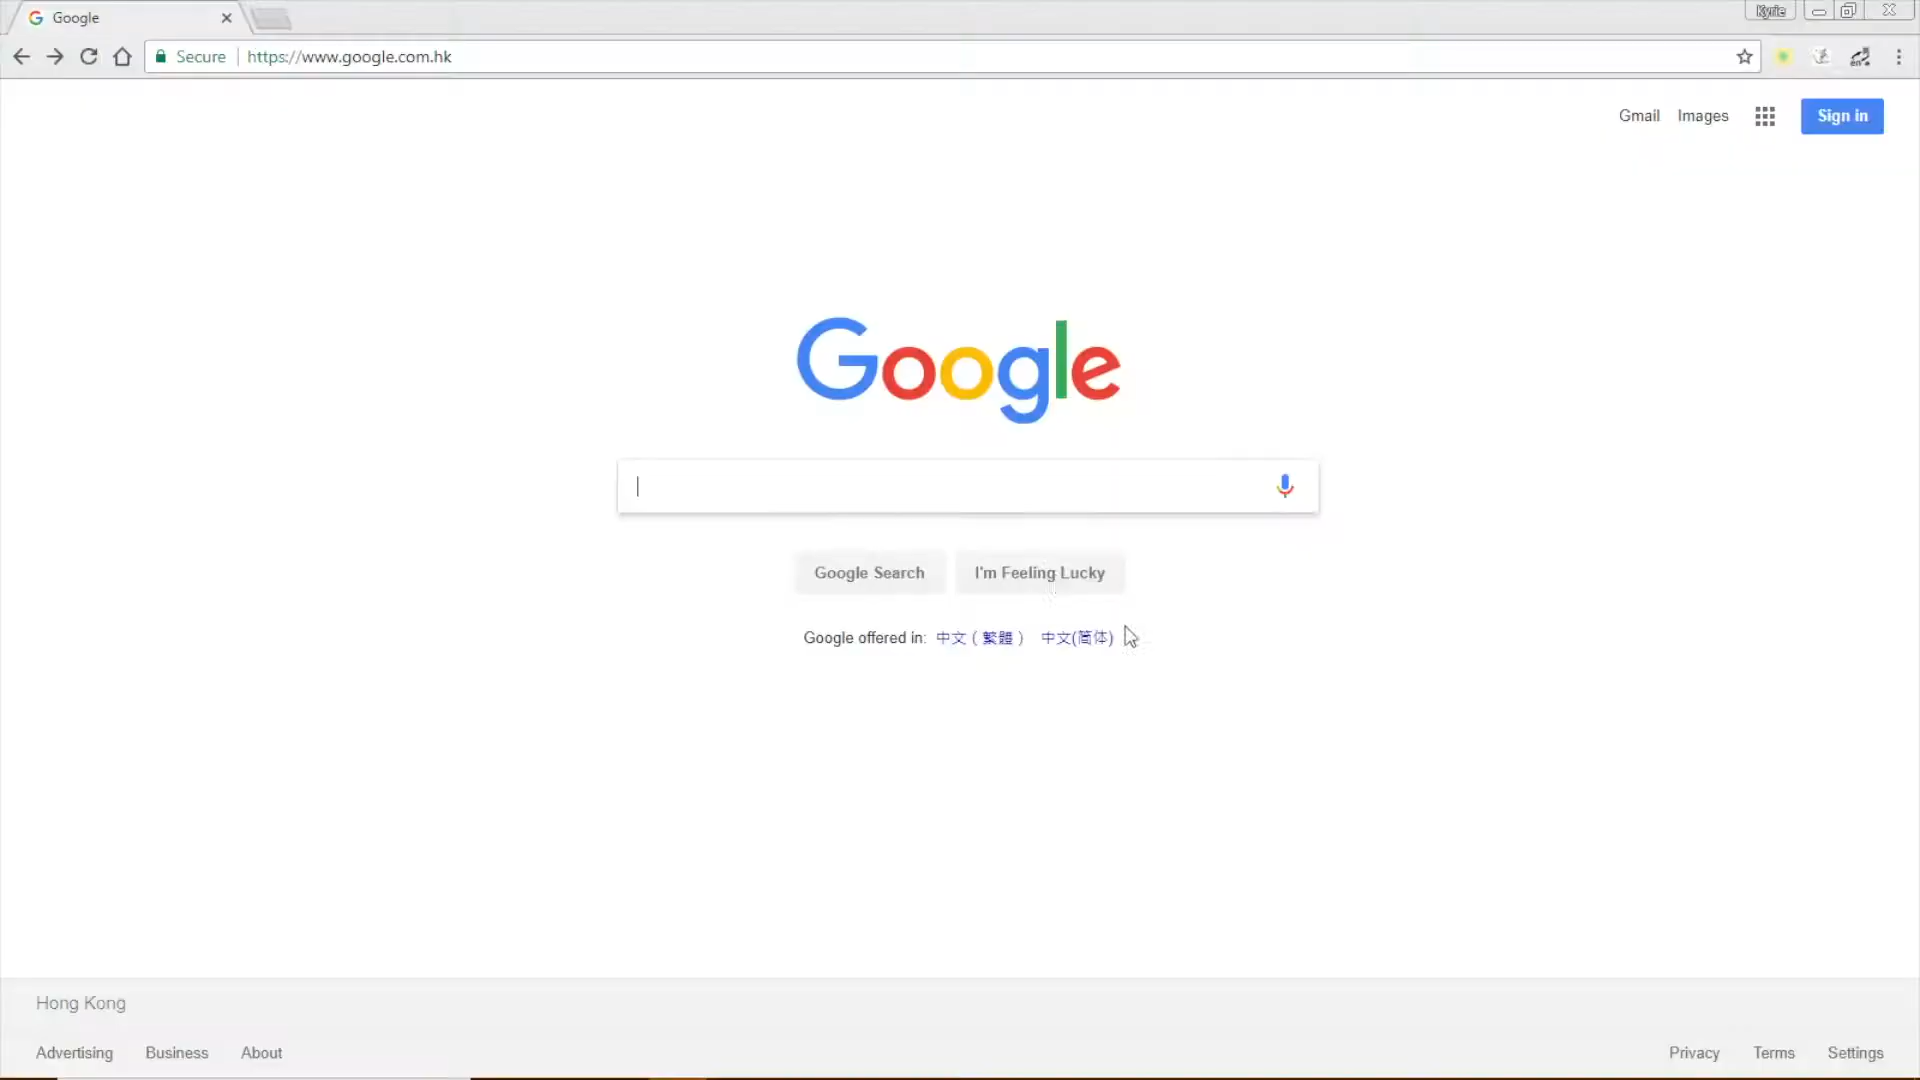 Google
Kyrie
Secure
https://www.google.com.hk
Gmail Images Sign in
Google
Google Search I'm Feeling Lucky
Google offered in: 中文 ( 繁體 ) 中文(简体)
Hong Kong
Advertising Business About Privacy Terms Settings